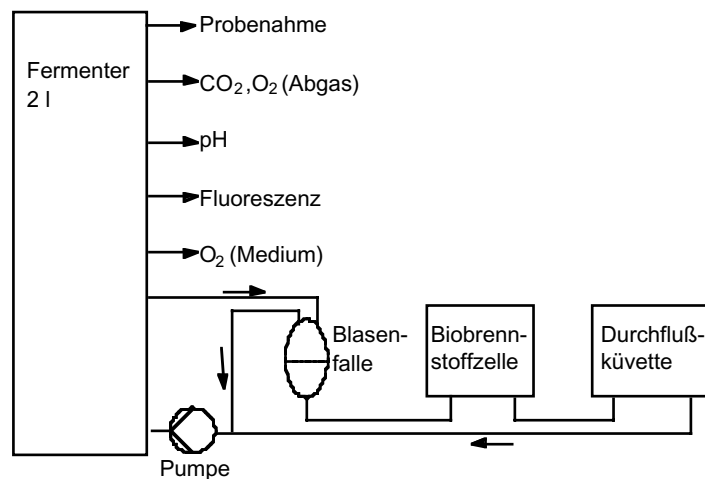 Probenahme
Fermenter
2 l
CO2,O2 (Abgas)
pH
Fluoreszenz
O2 (Medium)
Blasen-
falle
Biobrenn-
stoffzelle
Durchfluß-
küvette
Pumpe